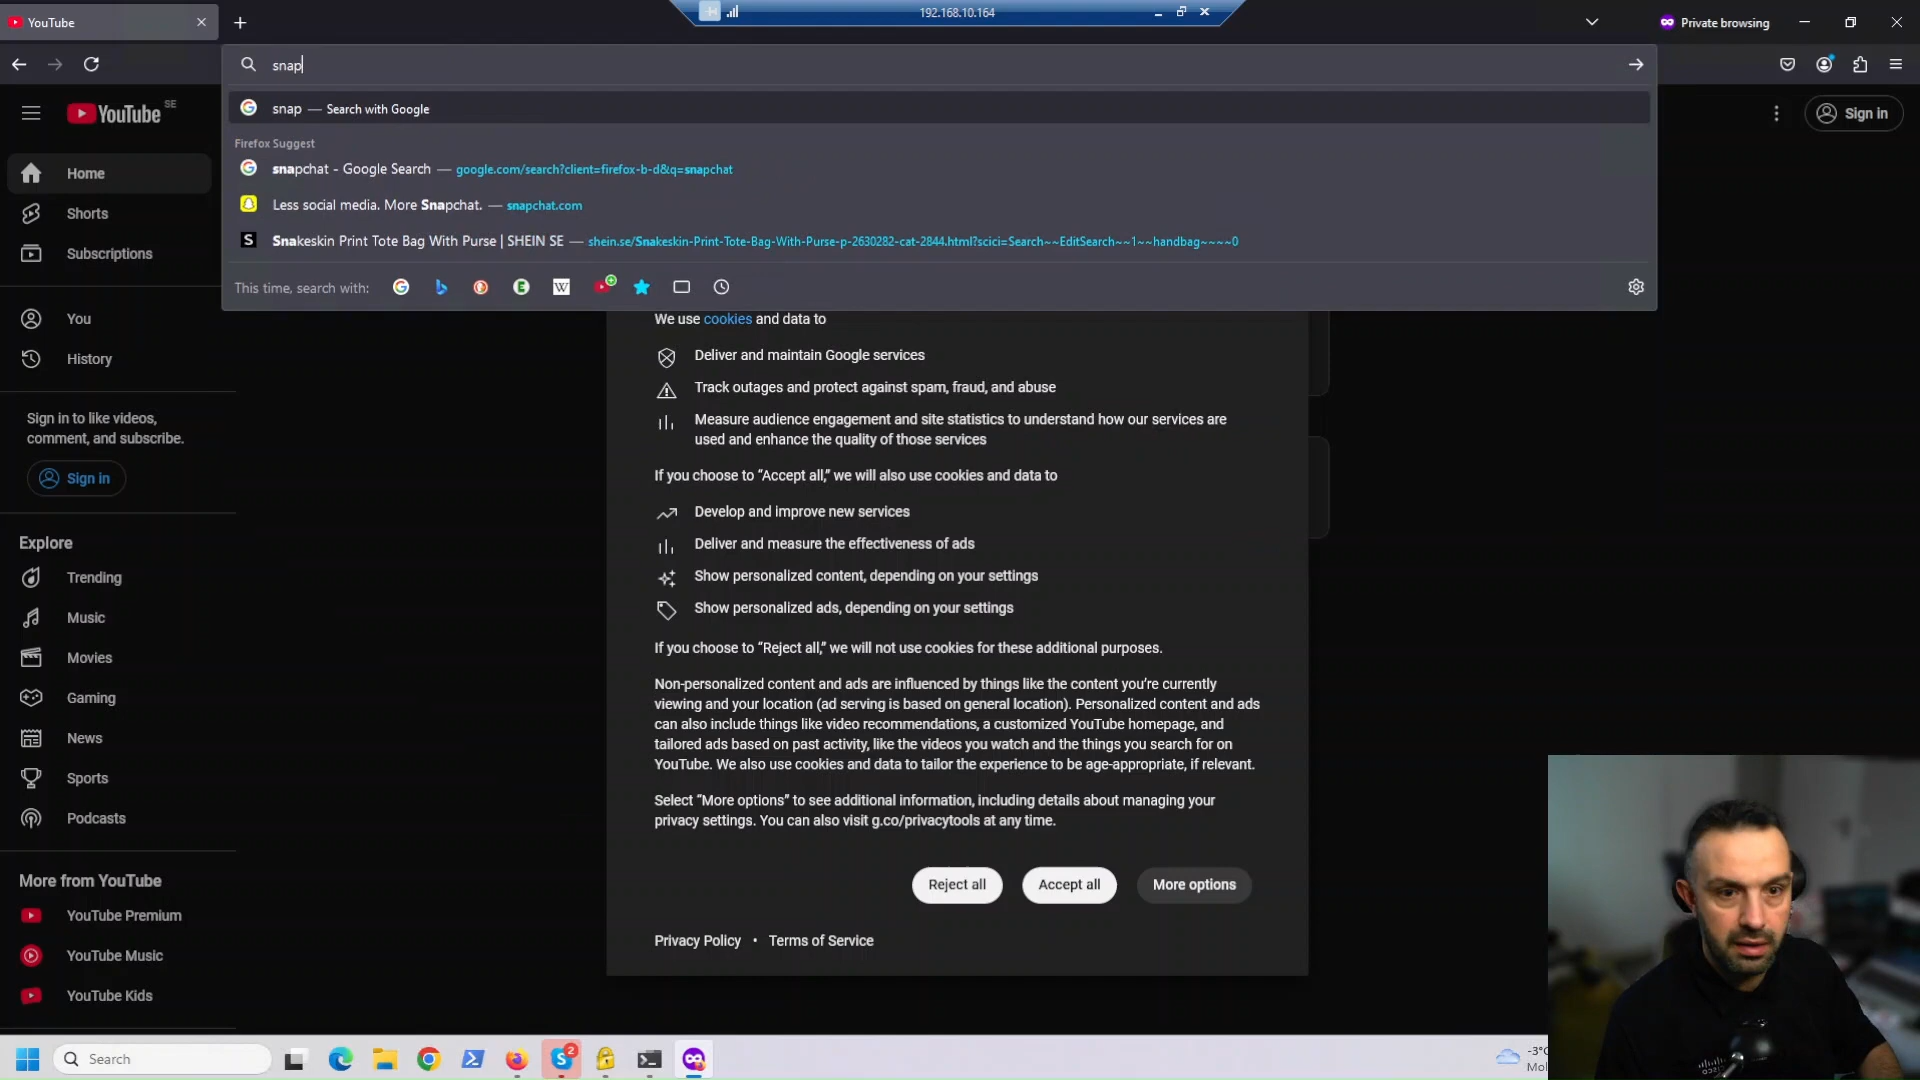 YouTube
192.168.10.164
Private browsing
snap
snap — Search with Google
Firefox Suggest
snapchat - Google Search — google.com/search?client=firefox-b-d&q=snapchat
Less social media. More Snapchat. — snapchat.com
S
Snakeskin Print Tote Bag With Purse | SHEIN SE — shein.se/Snakeskin-Print-Tote-Bag-With-Purse-p-2630282-cat-2844.html?scici=Search~~EditSearch~~1~~handbag~~~~0
This time, search with:
YouTube SE
Sign in
Home
Shorts
Subscriptions
You
History
Sign in to like videos,
comment, and subscribe.
Sign in
Explore
Trending
Music
Movies
Gaming
News
Sports
Podcasts
More from YouTube
YouTube Premium
YouTube Music
YouTube Kids
We use cookies and data to
Deliver and maintain Google services
Track outages and protect against spam, fraud, and abuse
Measure audience engagement and site statistics to understand how our services are
used and enhance the quality of those services
If you choose to “Accept all,” we will also use cookies and data to
Develop and improve new services
Deliver and measure the effectiveness of ads
Show personalized content, depending on your settings
Show personalized ads, depending on your settings
If you choose to “Reject all,” we will not use cookies for these additional purposes.
Non-personalized content and ads are influenced by things like the content you’re currently
viewing and your location (ad serving is based on general location). Personalized content and ads
can also include things like video recommendations, a customized YouTube homepage, and
tailored ads based on past activity, like the videos you watch and the things you search for on
YouTube. We also use cookies and data to tailor the experience to be age-appropriate, if relevant.
Select “More options” to see additional information, including details about managing your
privacy settings. You can also visit g.co/privacytools at any time.
Reject all
Accept all
More options
Privacy Policy • Terms of Service
Search
2
-3°C